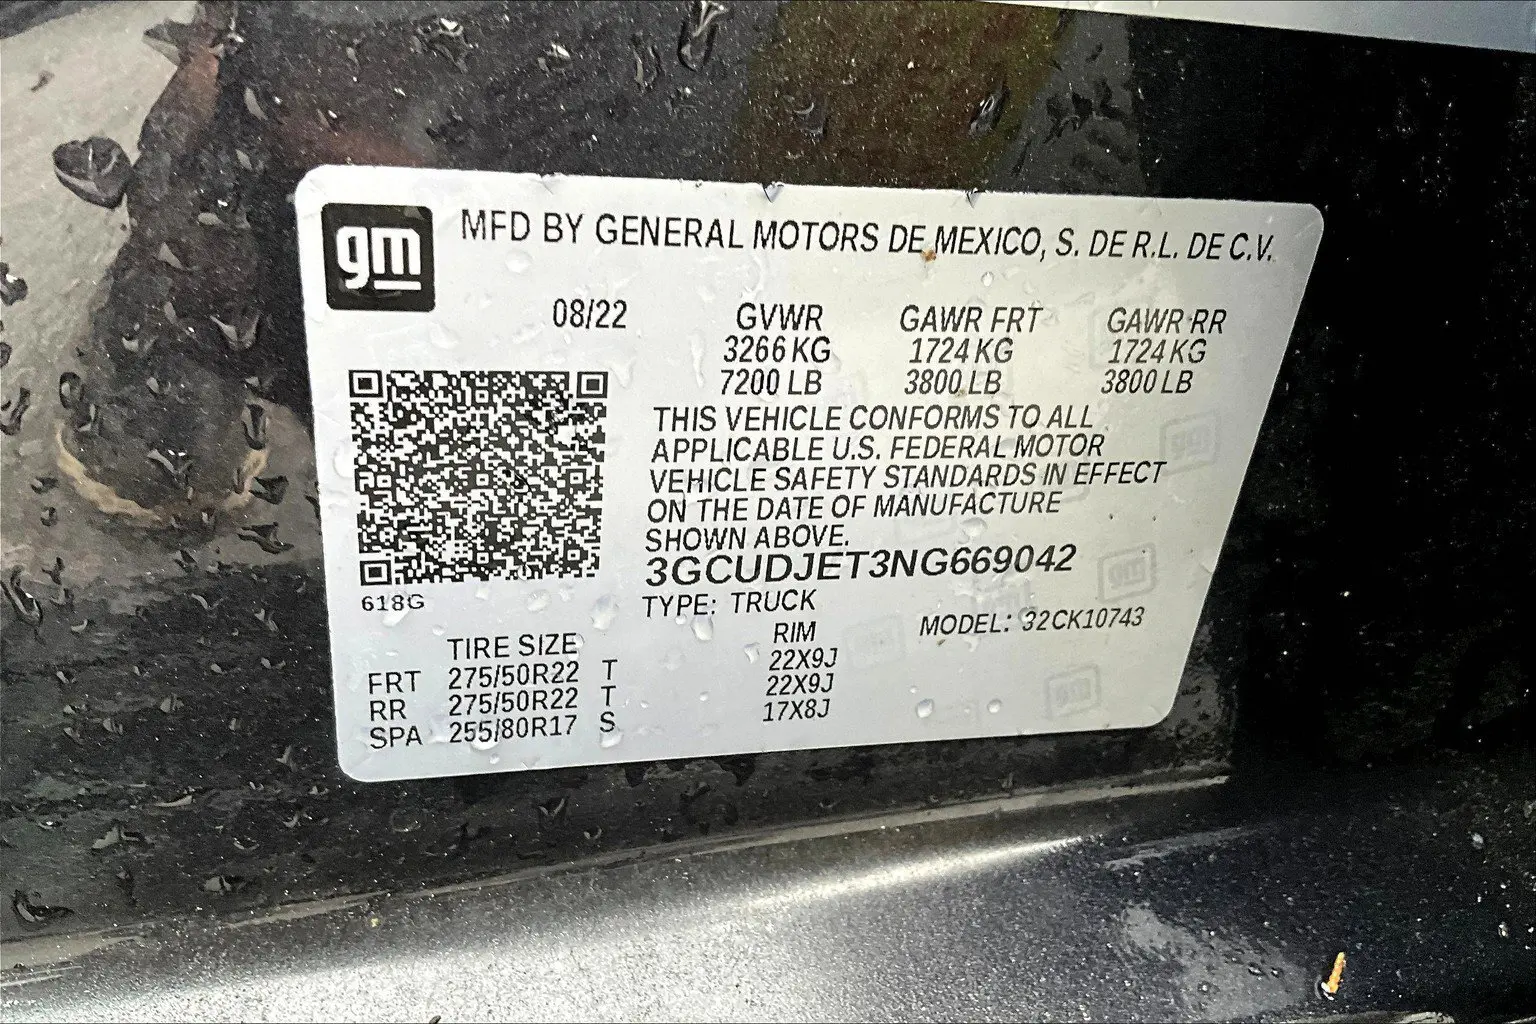 gm MFD BY GENERAL MOTORS DE MEXICO, S. DE R.L. DE C.V.
08/22 GVWR GAWR FRT GAWR RR
3266 KG 1724 KG 1724 KG
7200 LB 3800 LB 3800 LB
THIS VEHICLE CONFORMS TO ALL
APPLICABLE U.S. FEDERAL MOTOR
VEHICLE SAFETY STANDARDS IN EFFECT
ON THE DATE OF MANUFACTURE
SHOWN ABOVE.
3GCUDJET3NG669042
618G
TYPE: TRUCK MODEL: 32CK10743
TIRE SIZE RIM
FRT 275/50R22 T 22X9J
RR 275/50R22 T 22X9J
SPA 255/80R17 S 17X8J